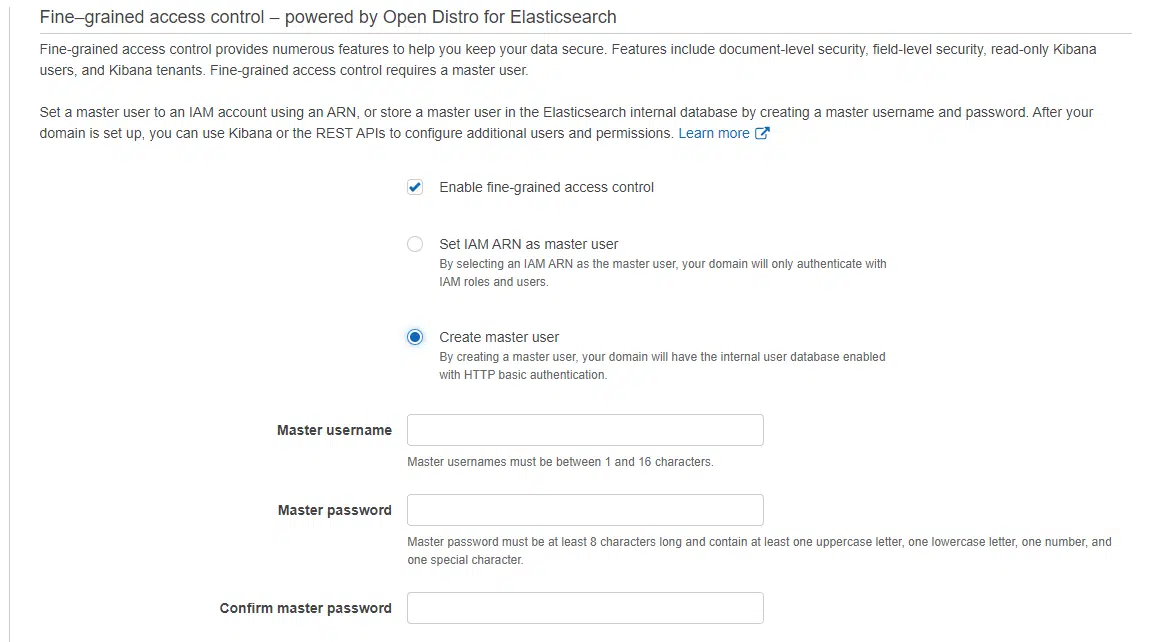 Fine–grained access control – powered by Open Distro for Elasticsearch
Fine-grained access control provides numerous features to help you keep your data secure. Features include document-level security, field-level security, read-only Kibana
users, and Kibana tenants. Fine-grained access control requires a master user.
Set a master user to an IAM account using an ARN, or store a master user in the Elasticsearch internal database by creating a master username and password. After your
domain is set up, you can use Kibana or the REST APIs to configure additional users and permissions. Learn more
Enable fine-grained access control
Set IAM ARN as master user
By selecting an IAM ARN as the master user, your domain will only authenticate with
IAM roles and users.
Create master user
By creating a master user, your domain will have the internal user database enabled
with HTTP basic authentication.
Master username
Master usernames must be between 1 and 16 characters.
Master password
Master password must be at least 8 characters long and contain at least one uppercase letter, one lowercase letter, one number, and
one special character.
Confirm master password